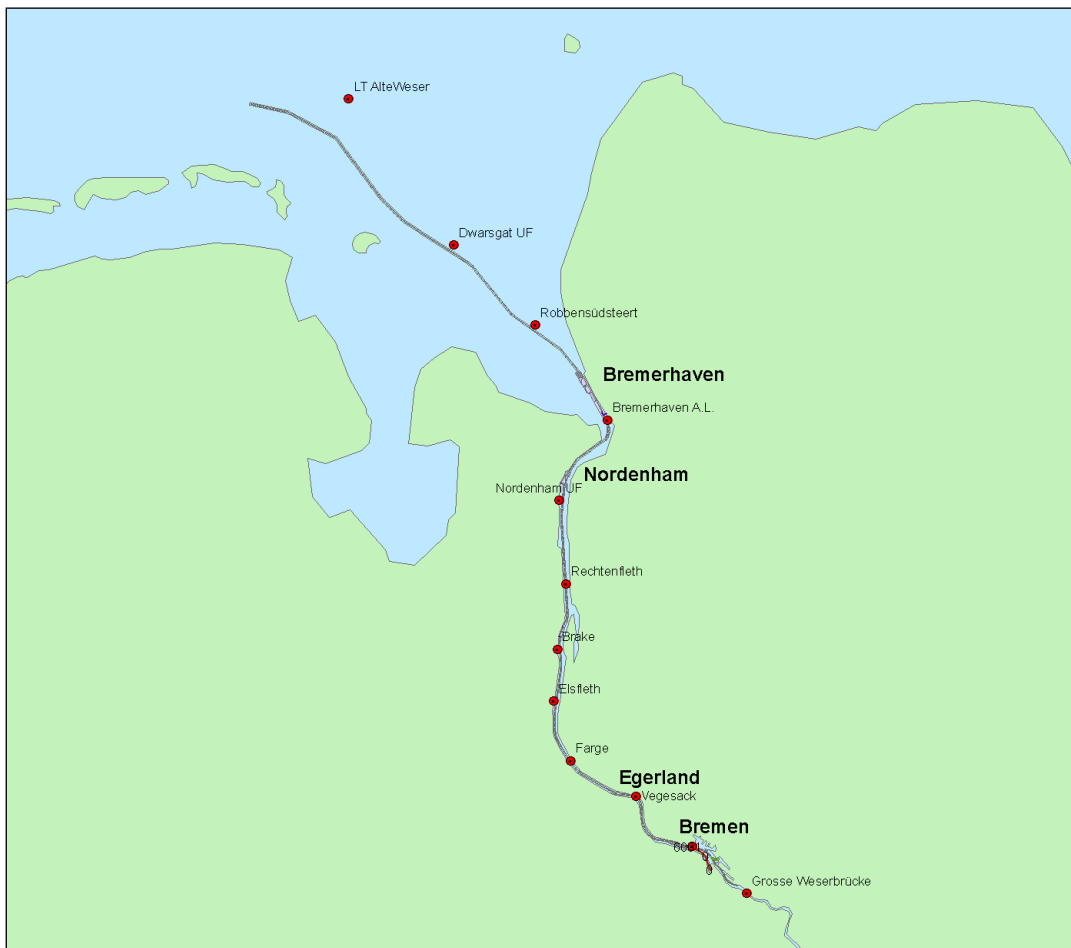 LT AlteWeser
Dwarsgat UF
Robbensüdsteert
Bremerhaven
Bremerhaven A.L.
Nordenham
Nordenham UF
Rechtenfleth
Brake
Elsfleth
Farge
Egerland
Vegesack
Bremen
Grosse Weserbrücke